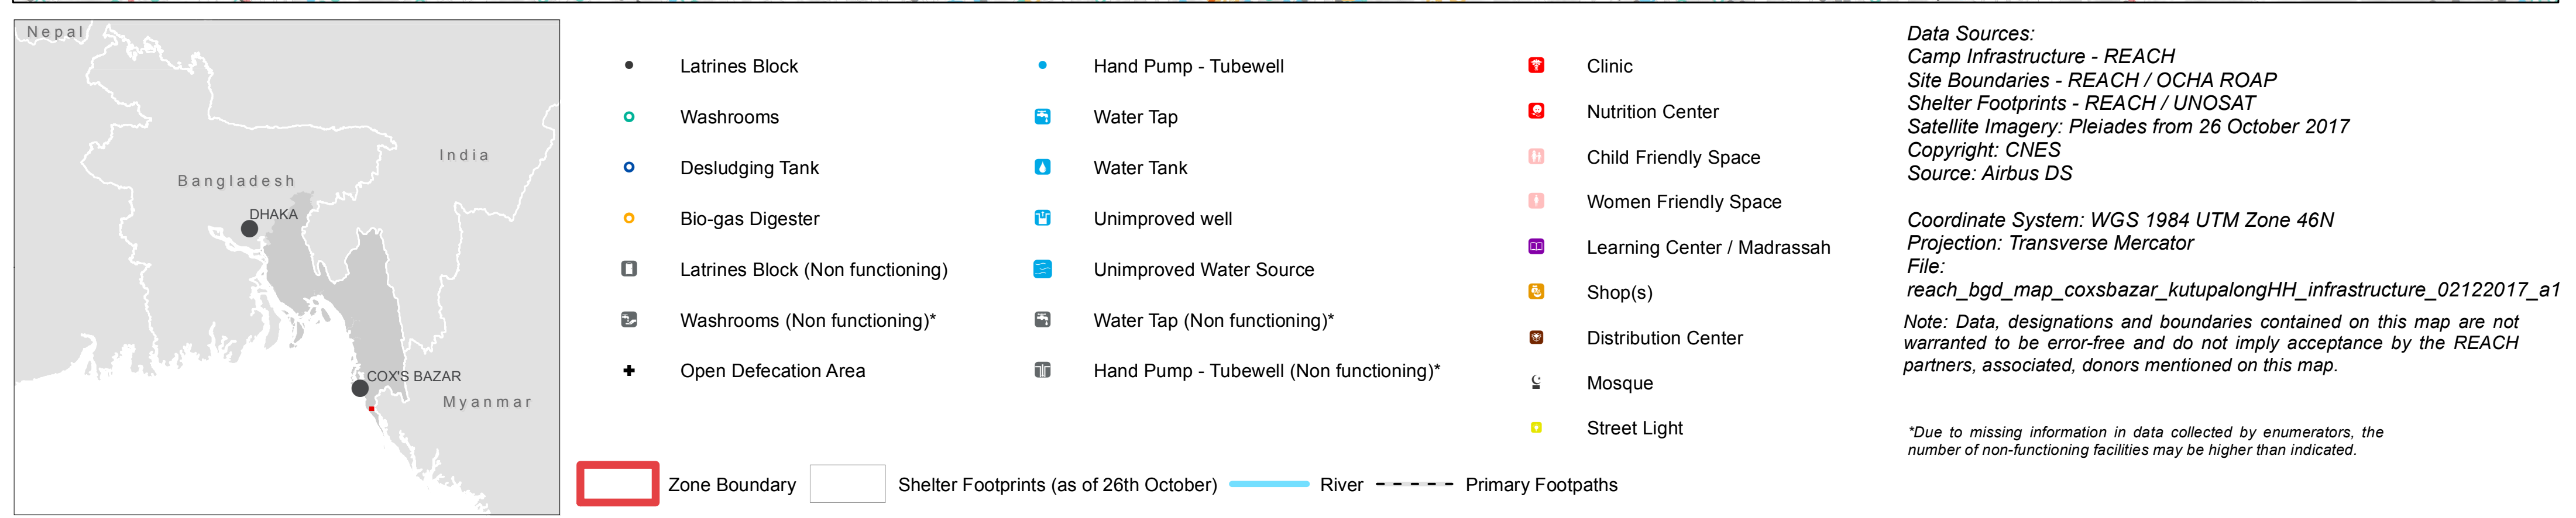 Nepal
India
Bangladesh
DHAKA
COX'S BAZAR
Myanmar
Latrines Block
Washrooms
Desludging Tank
Bio-gas Digester
Latrines Block (Non functioning)
Washrooms (Non functioning)*
Open Defecation Area
Hand Pump - Tubewell
Water Tap
Water Tank
Unimproved well
Unimproved Water Source
Water Tap (Non functioning)*
Hand Pump - Tubewell (Non functioning)*
Clinic
Nutrition Center
Child Friendly Space
Women Friendly Space
Learning Center / Madrassah
Shop(s)
Distribution Center
Mosque
Street Light
Zone Boundary
Shelter Footprints (as of 26th October)
River
Primary Footpaths
Data Sources:
Camp Infrastructure - REACH
Site Boundaries - REACH / OCHA ROAP
Shelter Footprints - REACH / UNOSAT
Satellite Imagery: Pleiades from 26 October 2017
Copyright: CNES
Source: Airbus DS
Coordinate System: WGS 1984 UTM Zone 46N
Projection: Transverse Mercator
File:
reach_bgd_map_coxsbazar_kutupalongHH_infrastructure_02122017_a1
Note: Data, designations and boundaries contained on this map are not
warranted to be error-free and do not imply acceptance by the REACH
partners, associated, donors mentioned on this map.
*Due to missing information in data collected by enumerators, the
number of non-functioning facilities may be higher than indicated.